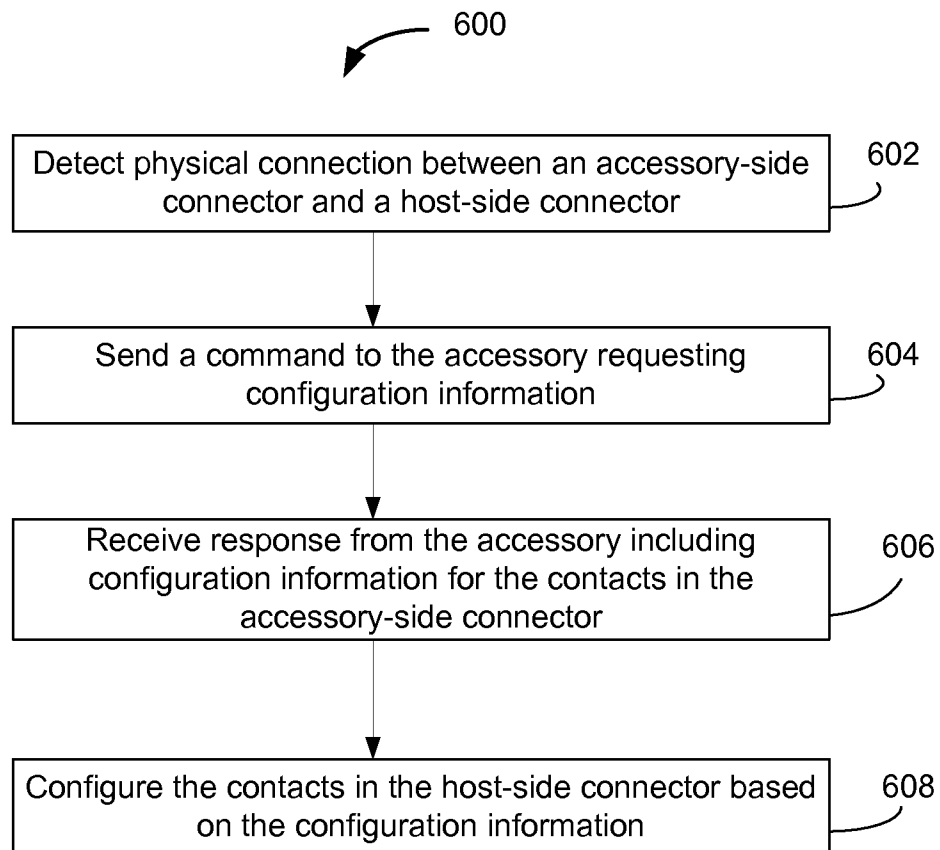 600
Detect physical connection between an accessory-side
connector and a host-side connector
602
Send a command to the accessory requesting
configuration information
604
Receive response from the accessory including
configuration information for the contacts in the
accessory-side connector
606
Configure the contacts in the host-side connector based
on the configuration information
608